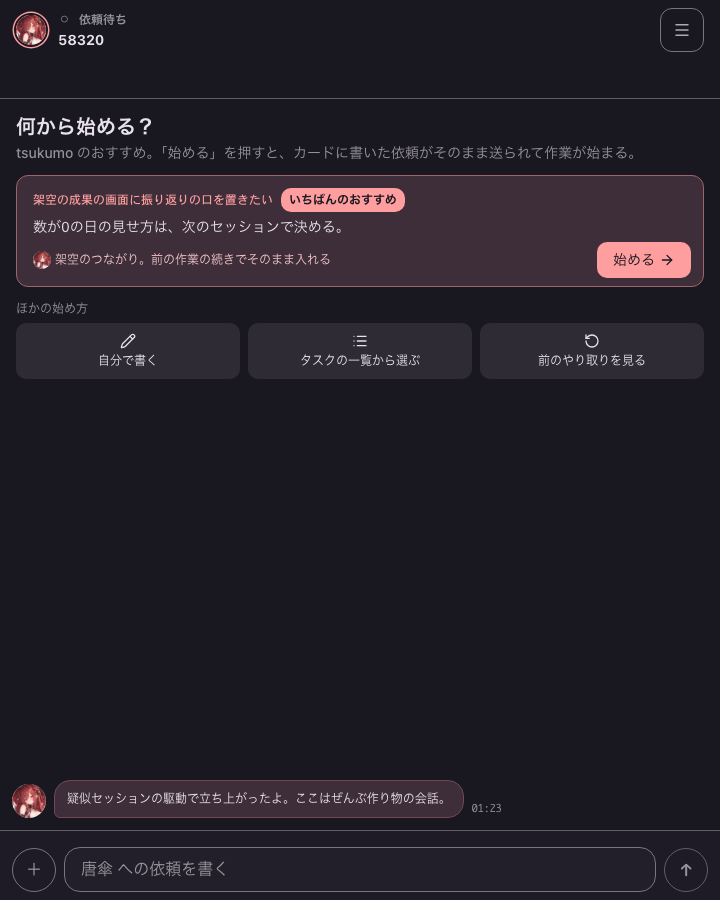 依頼待ち
58320
何から始める？
tsukumo のおすすめ。「始める」を押すと、カードに書いた依頼がそのまま送られて作業が始まる。
架空の成果の画面に振り返りの口を置きたい いちばんのおすすめ
数が0の日の見せ方は、次のセッションで決める。
架空のつながり。前の作業の続きでそのまま入れる
始める →
ほかの始め方
自分で書く
タスクの一覧から選ぶ
前のやり取りを見る
疑似セッションの駆動で立ち上がったよ。ここはぜんぶ作り物の会話。
01:23
唐傘 への依頼を書く